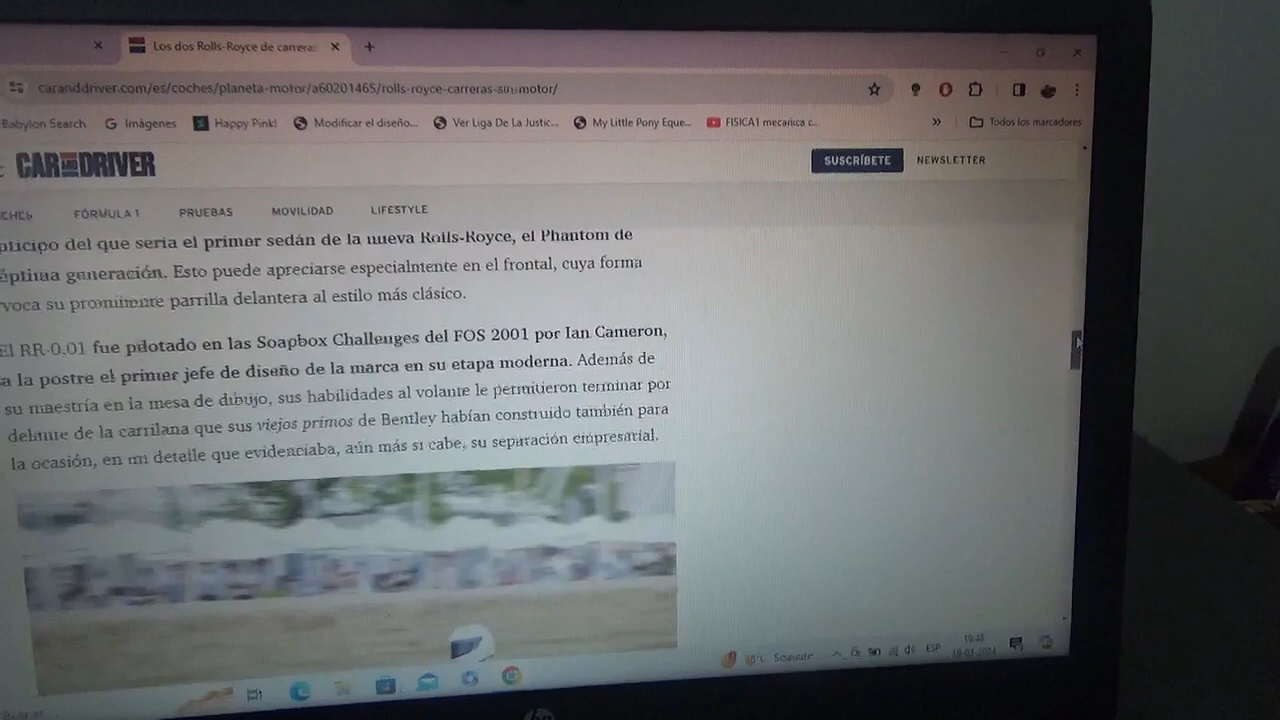 Los dos Rolls-Royce de carreras
caranddriver.com/es/coches/planeta-motor/a60201465/rolls-royce-carreras-sin-motor/
Babylon Search Imágenes Happy Pink! Modificar el diseño... Ver Liga De La Justic... My Little Pony Eque... FISICA1 mecanica c... » Todos los marcadores
CAR AND DRIVER SUSCRÍBETE NEWSLETTER
FÓRMULA 1 PRUEBAS MOVILIDAD LIFESTYLE
del que sería el primer sedán de la nueva Rolls-Royce, el Phantom de
generación. Esto puede apreciarse especialmente en el frontal, cuya forma
su prominente parrilla delantera al estilo más clásico.
El RR-0.01 fue pilotado en las Soapbox Challenges del FOS 2001 por Ian Cameron,
a la postre el primer jefe de diseño de la marca en su etapa moderna. Además de
su maestría en la mesa de dibujo, sus habilidades al volante le permitieron terminar por
delante de la carrilana que sus viejos primos de Bentley habían construido también para
la ocasión, en un detalle que evidenciaba, aún más si cabe, su separación empresarial.
ESP
19:48
hp